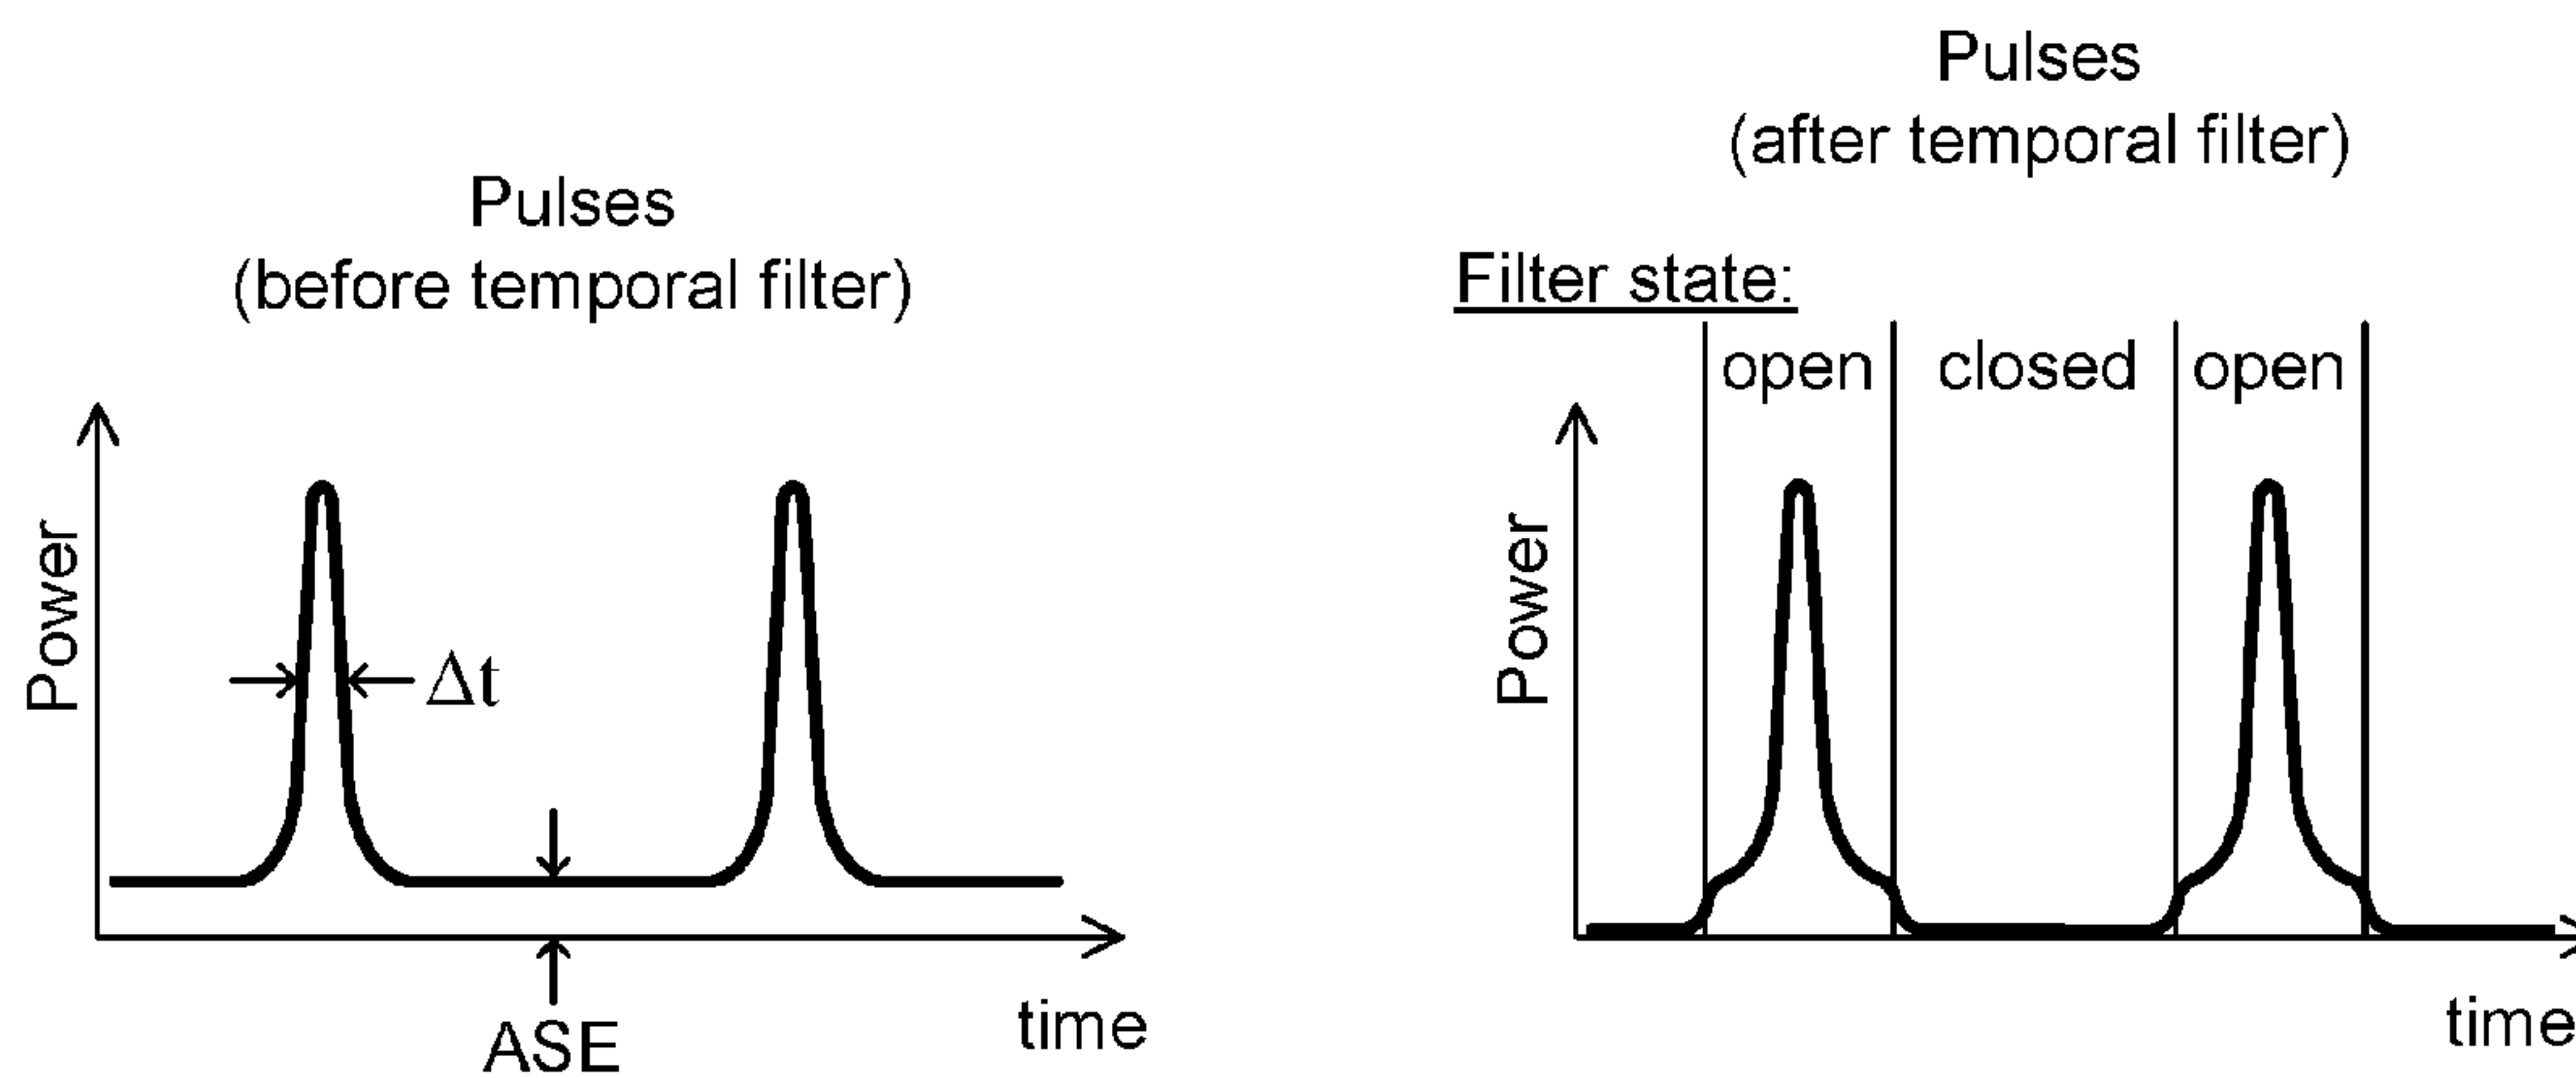 Pulses
(before temporal filter)
Power
Δt
ASE
time
Pulses
(after temporal filter)
Filter state:
open closed open
Power
time